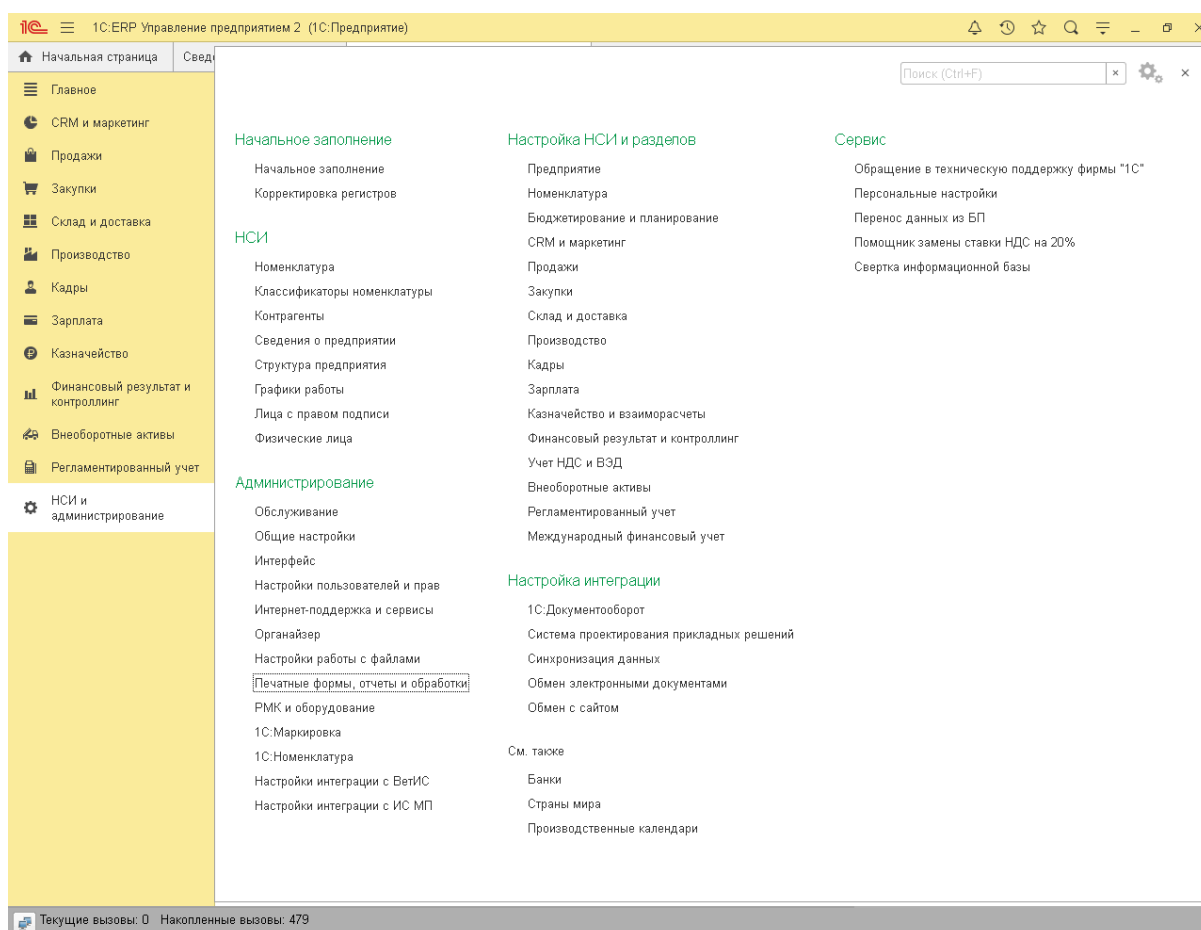 1С:ERP Управление предприятием 2 (1С:Предприятие)
Начальная страница
Свед
Поиск (Ctrl+F)
Главное
CRM и маркетинг
Продажи
Закупки
Склад и доставка
Производство
Кадры
Зарплата
Казначейство
Финансовый результат и
контроллинг
Внеоборотные активы
Регламентированный учет
НСИ и
администрирование
Начальное заполнение
Начальное заполнение
Корректировка регистров
НСИ
Номенклатура
Классификаторы номенклатуры
Контрагенты
Сведения о предприятии
Структура предприятия
Графики работы
Лица с правом подписи
Физические лица
Администрирование
Обслуживание
Общие настройки
Интерфейс
Настройки пользователей и прав
Интернет-поддержка и сервисы
Органайзер
Настройки работы с файлами
Печатные формы, отчеты и обработки
РМК и оборудование
1С:Маркировка
1С:Номенклатура
Настройки интеграции с ВетИС
Настройки интеграции с ИС МП
Настройка НСИ и разделов
Предприятие
Номенклатура
Бюджетирование и планирование
CRM и маркетинг
Продажи
Закупки
Склад и доставка
Производство
Кадры
Зарплата
Казначейство и взаиморасчеты
Финансовый результат и контроллинг
Учет НДС и ВЭД
Внеоборотные активы
Регламентированный учет
Международный финансовый учет
Настройка интеграции
1С:Документооборот
Система проектирования прикладных решений
Синхронизация данных
Обмен электронными документами
Обмен с сайтом
См. также
Банки
Страны мира
Производственные календари
Сервис
Обращение в техническую поддержку фирмы "1С"
Персональные настройки
Перенос данных из БП
Помощник замены ставки НДС на 20%
Свертка информационной базы
Текущие вызовы: 0 Накопленные вызовы: 479